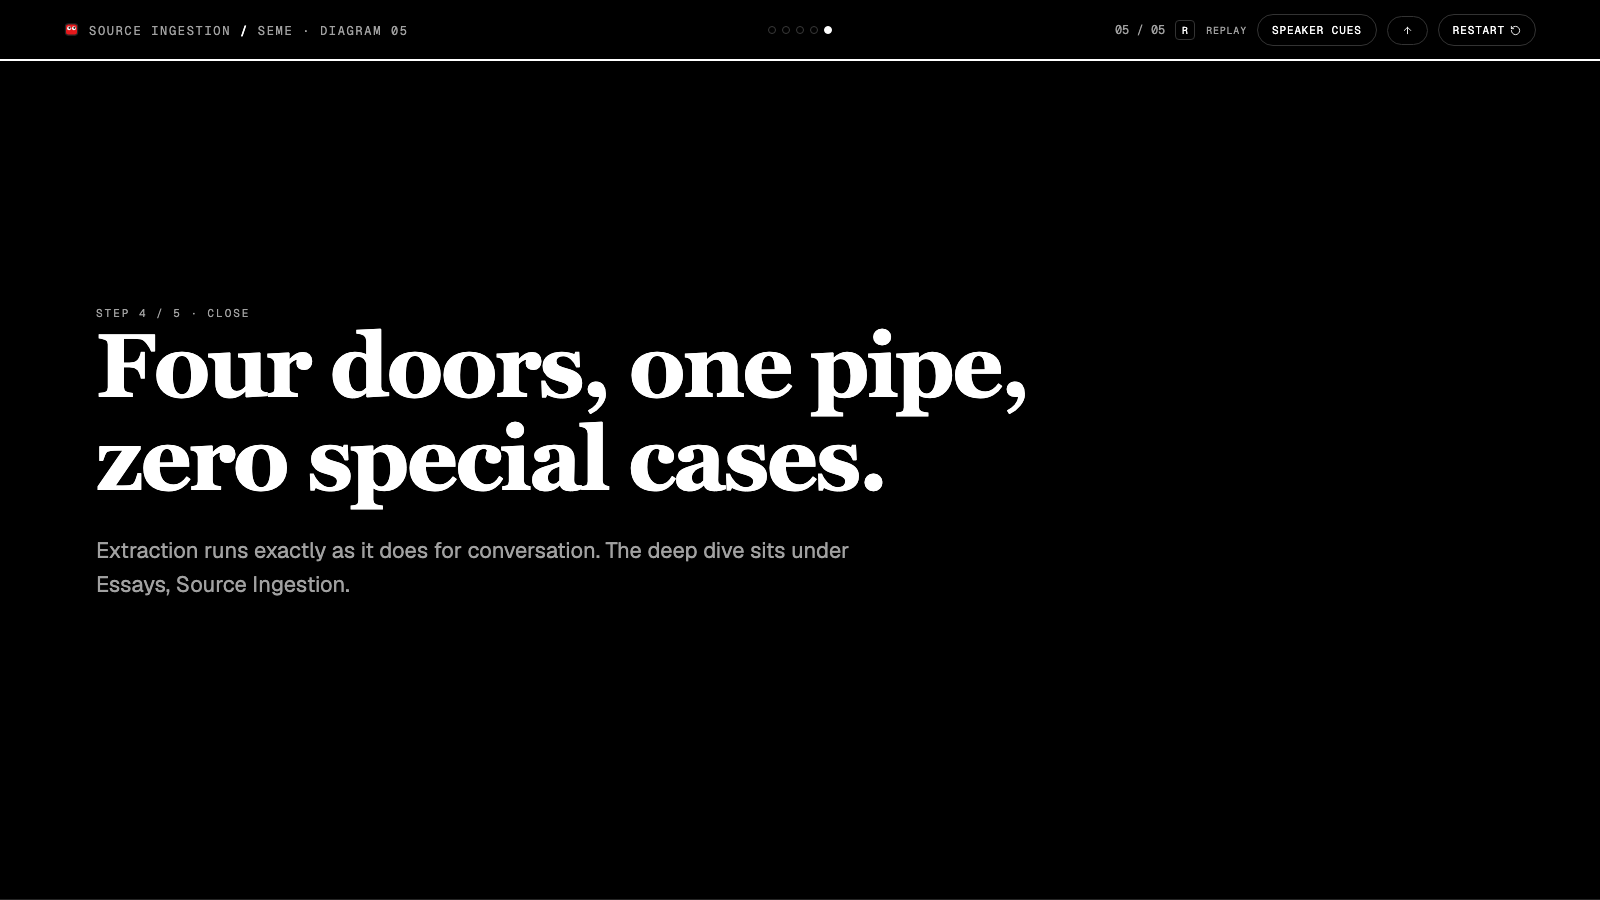 SOURCE INGESTION / SEME · DIAGRAM 05
05 / 05 R REPLAY SPEAKER CUES ↑ RESTART
STEP 4 / 5 · CLOSE
Four doors, one pipe,
zero special cases.
Extraction runs exactly as it does for conversation. The deep dive sits under
Essays, Source Ingestion.